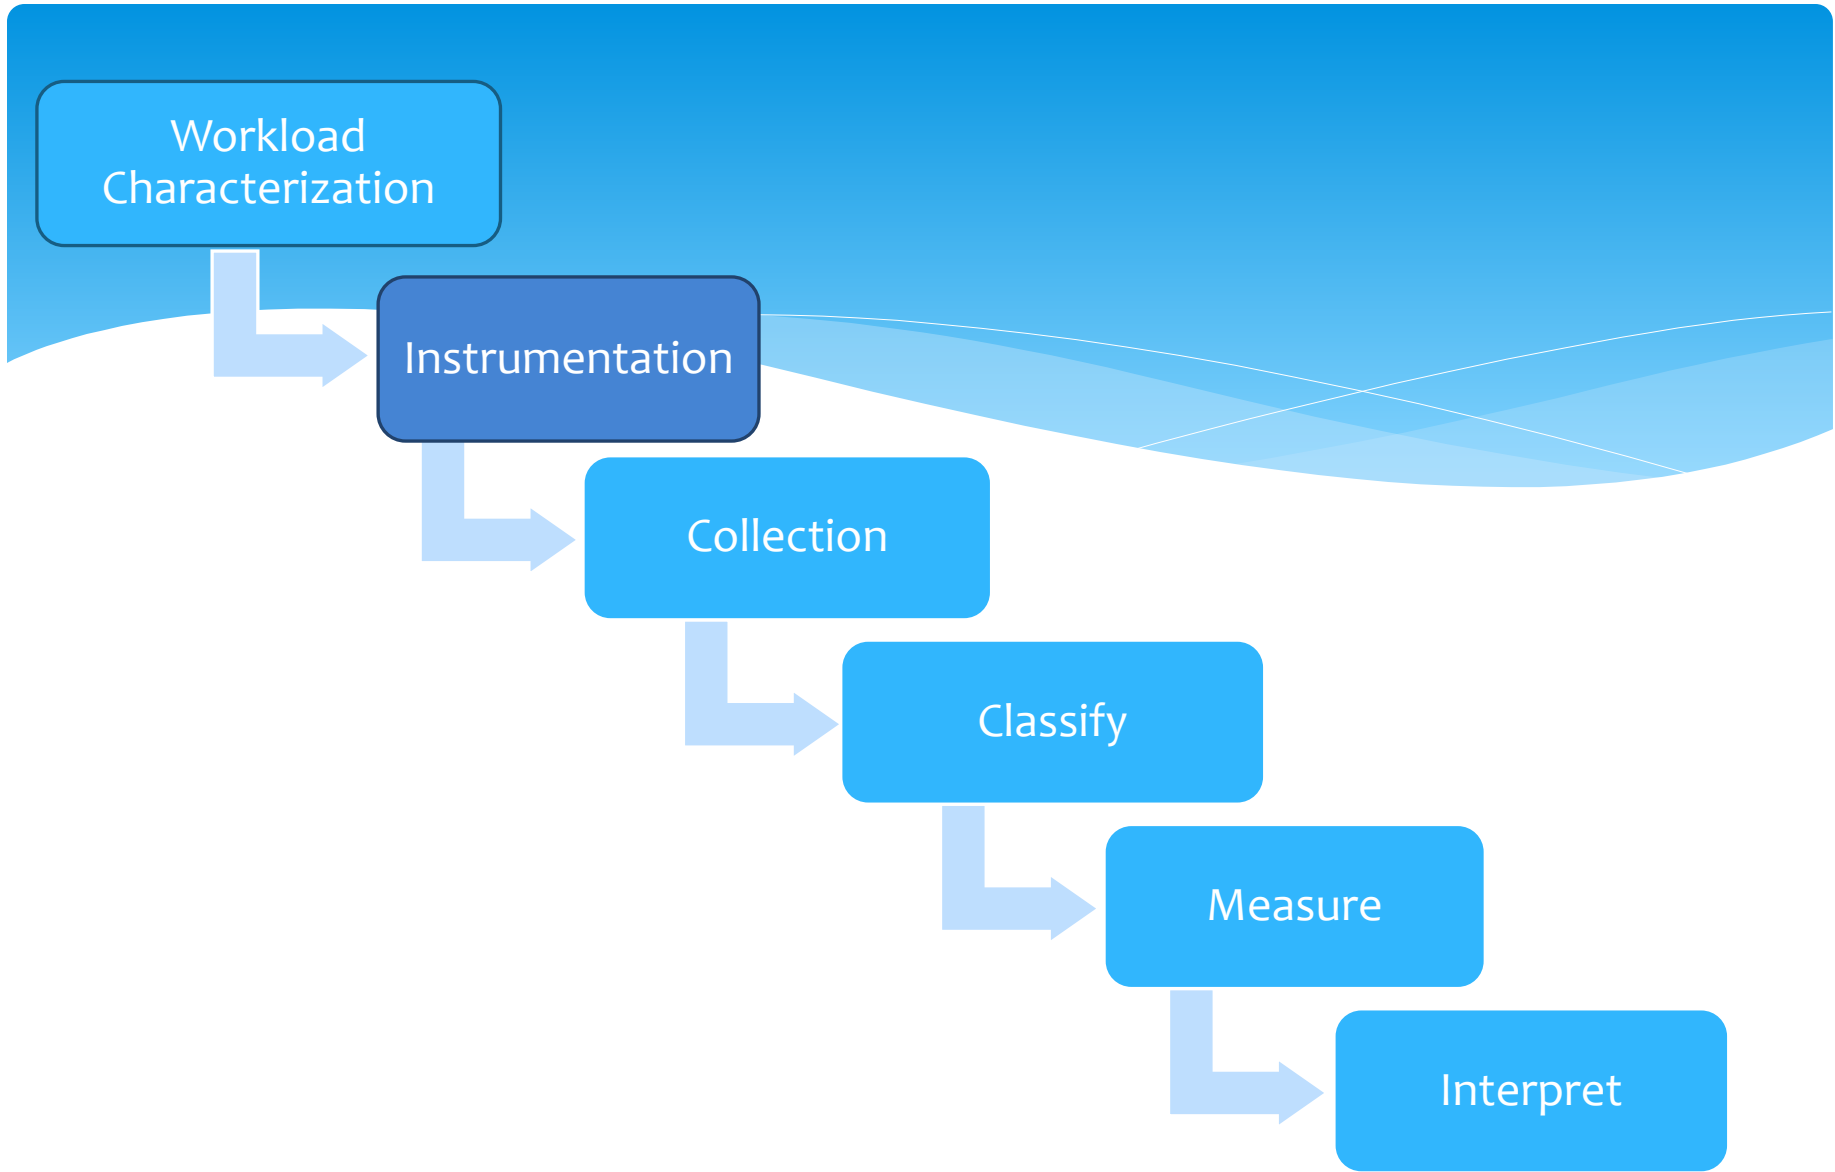 Workload
Characterization
Instrumentation
Collection
Classify
Measure
Interpret